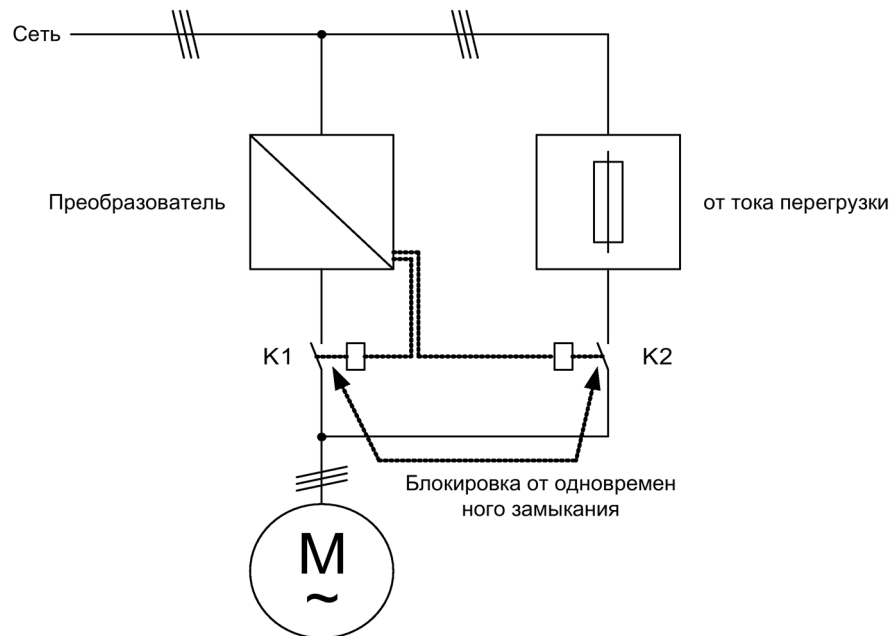 Сеть
Преобразователь
от тока перегрузки
K1
K2
Блокировка от одновремен
ного замыкания
M
~